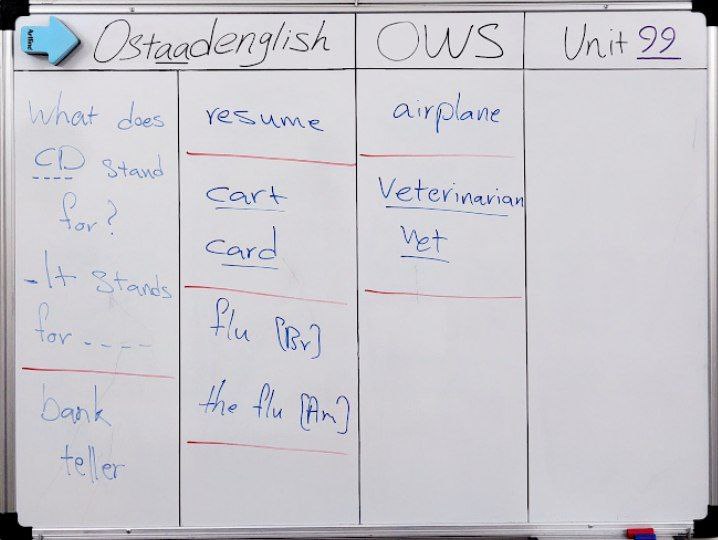 Ostaadenglish
OWS
Unit 99
What does
CD stand
for?
- It stands
for ----
bank
teller
resume
cart
card
flu [Br]
the flu [Am]
airplane
Veterinarian
Vet